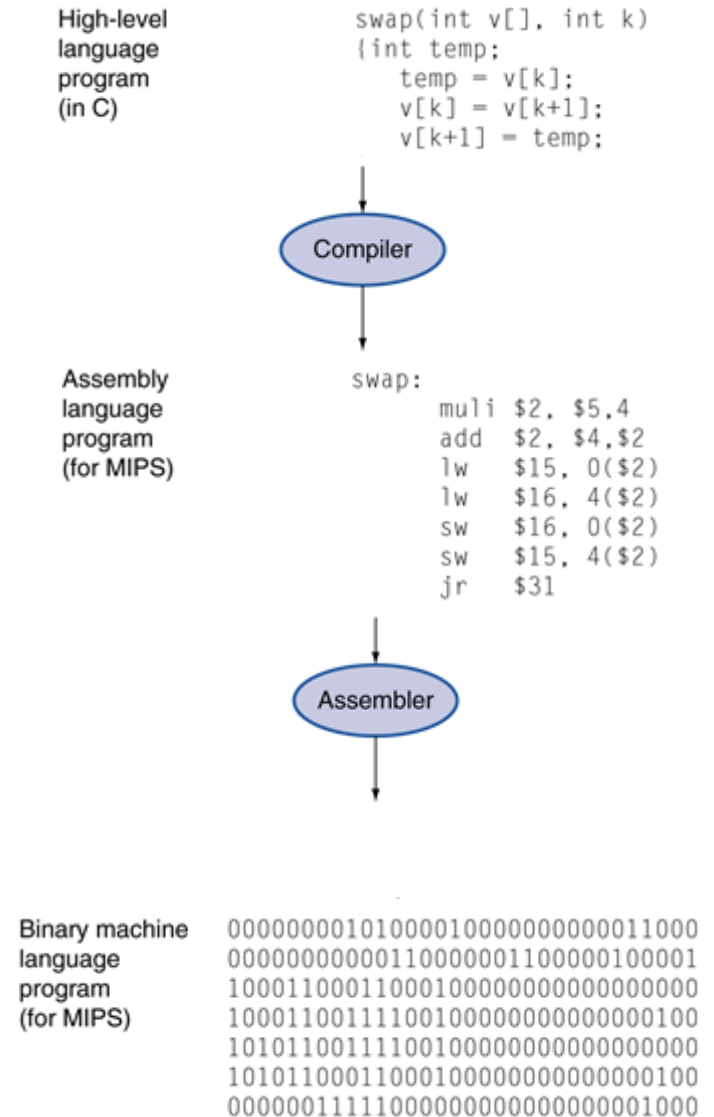 High-level
language
program
(in C)
swap(int v[], int k)
{int temp;
temp = v[k];
v[k] = v[k+1];
v[k+1] = temp;
Compiler
Assembly
language
program
(for MIPS)
swap:
muli $2, $5,4
add $2, $4,$2
lw $15, 0($2)
lw $16, 4($2)
sw $16, 0($2)
sw $15, 4($2)
jr $31
Assembler
Binary machine
language
program
(for MIPS)
00000000101000010000000000011000
00000000000110000001100000100001
10001100011000100000000000000000
10001100111100100000000000000100
10101100111100100000000000000000
10101100011000100000000000000100
00000011111000000000000000001000